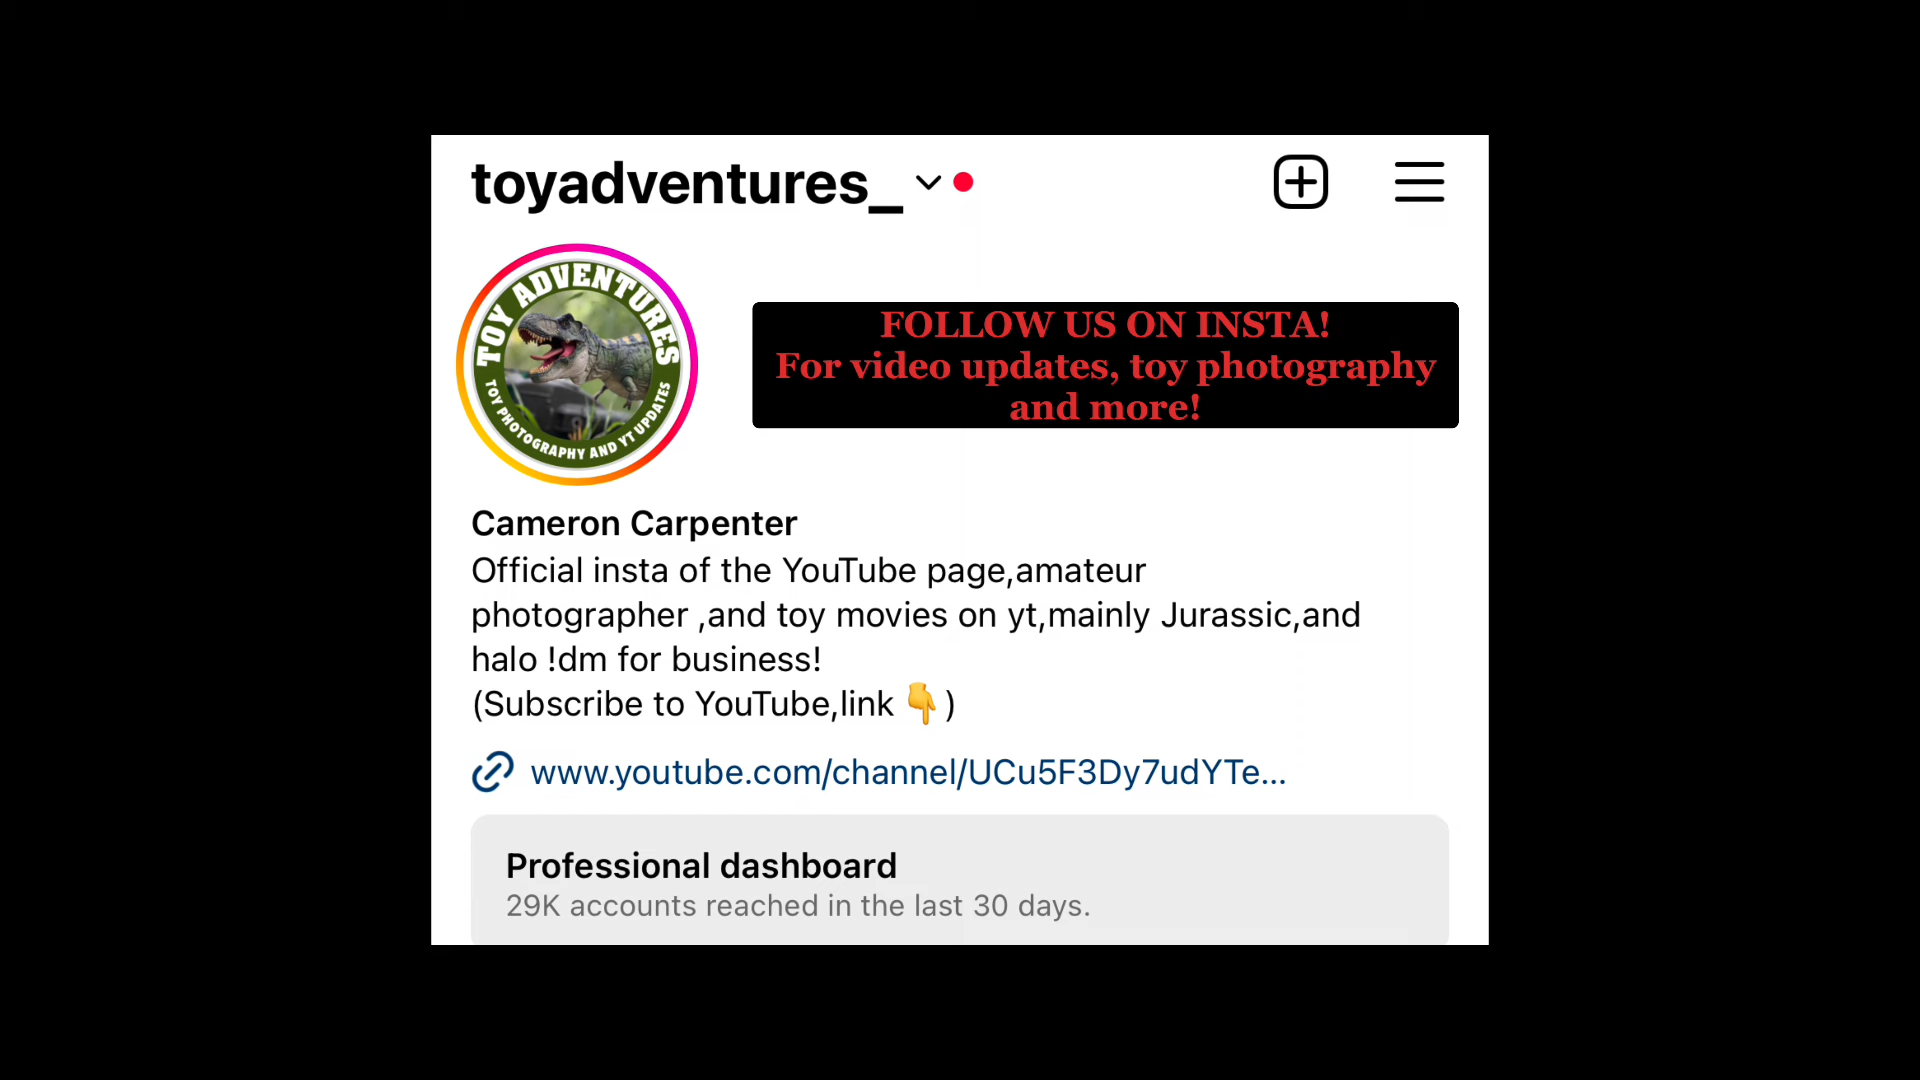 toyadventures_
TOY ADVENTURES
TOY PHOTOGRAPHY AND YT UPDATES
FOLLOW US ON INSTA!
For video updates, toy photography
and more!
Cameron Carpenter
Official insta of the YouTube page,amateur
photographer ,and toy movies on yt,mainly Jurassic,and
halo !dm for business!
(Subscribe to YouTube,link 👇)
www.youtube.com/channel/UCu5F3Dy7udYTe...
Professional dashboard
29K accounts reached in the last 30 days.